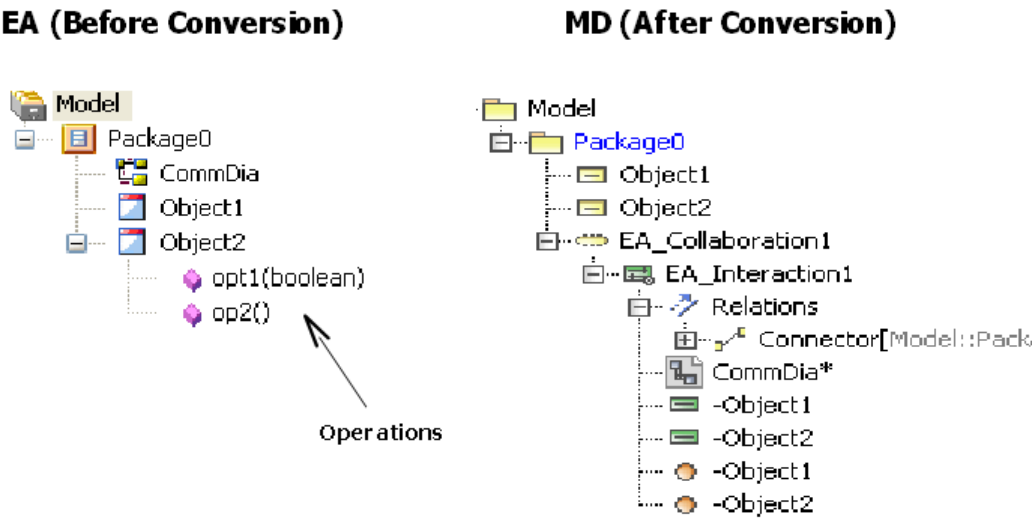 EA (Before Conversion)
MD (After Conversion)
Model
Package0
CommDia
Object1
Object2
opt1(boolean)
op2()
Operations
Model
Package0
Object1
Object2
EA_Collaboration1
EA_Interaction1
Relations
Connector[Model::Pack
CommDia*
-Object1
-Object2
-Object1
-Object2